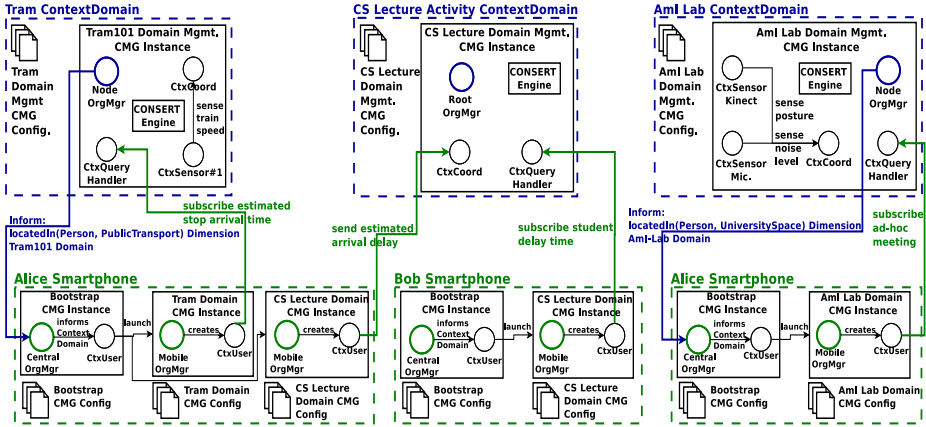 Tram ContextDomain
Tram
Domain
Mgmt
CMG
Config.
Tram101 Domain Mgmt.
CMG Instance
Node
OrgMgr
CtxCoord
CONSERT
Engine
sense
train
speed
CtxQuery
Handler
CtxSensor#1
CS Lecture Activity ContextDomain
CS Lecture
Domain
Mgmt.
CMG
Config.
CS Lecture Domain Mgmt.
CMG Instance
Root
OrgMgr
CONSERT
Engine
CtxCoord
CtxQuery
Handler
AmI Lab ContextDomain
AmI Lab
Domain
Mgmt
CMG
Config.
AmI Lab Domain Mgmt.
CMG Instance
CtxSensor
Kinect
CONSERT
Engine
Node
OrgMgr
sense
posture
sense
noise
level
CtxSensor
Mic.
CtxCoord
CtxQuery
Handler
Inform:
locatedIn(Person, PublicTransport) Dimension
Tram101 Domain
subscribe estimated
stop arrival time
send estimated
arrival delay
subscribe student
delay time
Inform:
locatedIn(Person, UniversitySpace) Dimension
AmI-Lab Domain
subscribe
ad-hoc
meeting
Alice Smartphone
Bootstrap
CMG Instance
informs
Context
Domain
Central
OrgMgr
CtxUser
launch
Tram Domain
CMG Instance
creates
Mobile
OrgMgr
CtxUser
CS Lecture Domain
CMG Instance
creates
Mobile
OrgMgr
CtxUser
Bootstrap
CMG Config
Tram Domain
CMG Config
CS Lecture
Domain CMG
Config
Bob Smartphone
Bootstrap
CMG Instance
informs
Context
Domain
Central
OrgMgr
CtxUser
launch
CS Lecture Domain
CMG Instance
creates
Mobile
OrgMgr
CtxUser
Bootstrap
CMG Config
CS Lecture
Domain CMG
Config
Alice Smartphone
Bootstrap
CMG Instance
informs
Context
Domain
Central
OrgMgr
CtxUser
launch
AmI Lab Domain
CMG Instance
creates
Mobile
OrgMgr
CtxUser
Bootstrap
CMG Config
AmI Lab Domain
CMG Config